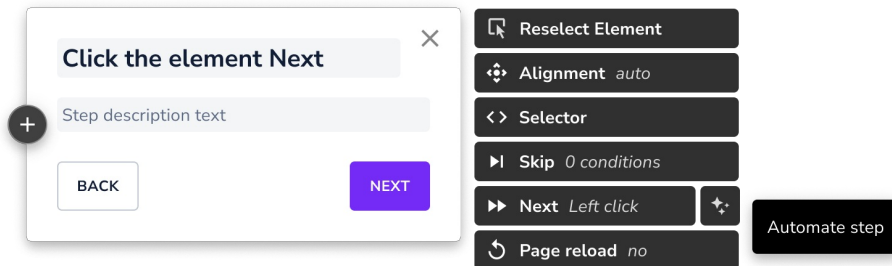 Click the element Next
Step description text
BACK
NEXT
Reselect Element
Alignment auto
Selector
Skip 0 conditions
Next Left click
Automate step
Page reload no